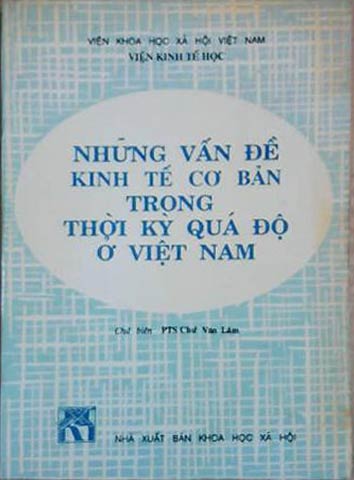 VIỆN KHOA HỌC XÃ HỘI VIỆT NAM
VIỆN KINH TẾ HỌC
NHỮNG VẤN ĐỀ
KINH TẾ CƠ BẢN
TRONG
THỜI KỲ QUÁ ĐỘ
Ở VIỆT NAM
Chủ biên PTS Chử Văn Lâm
NHÀ XUẤT BẢN KHOA HỌC XÃ HỘI